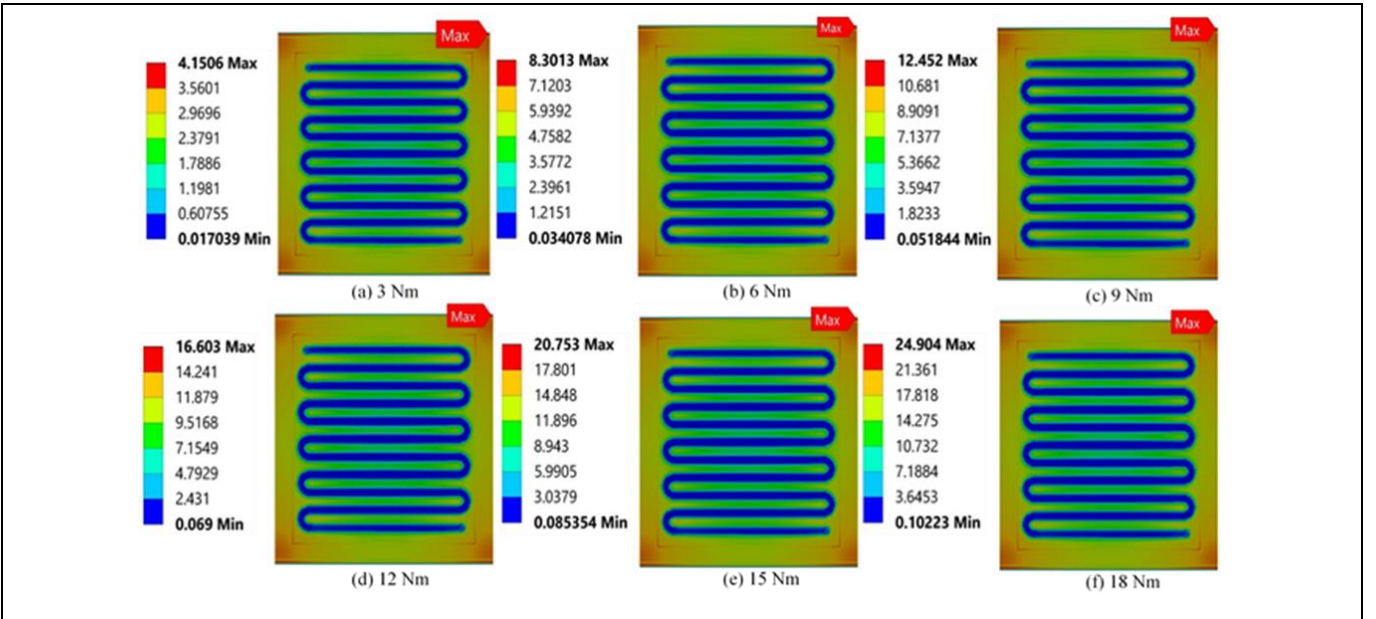 Max
4.1506 Max
3.5601
2.9696
2.3791
1.7886
1.1981
0.60755
0.017039 Min
(a) 3 Nm
Max
8.3013 Max
7.1203
5.9392
4.7582
3.5772
2.3961
1.2151
0.034078 Min
(b) 6 Nm
Max
12.452 Max
10.681
8.9091
7.1377
5.3662
3.5947
1.8233
0.051844 Min
(c) 9 Nm
Max
16.603 Max
14.241
11.879
9.5168
7.1549
4.7929
2.431
0.069 Min
(d) 12 Nm
Max
20.753 Max
17.801
14.848
11.896
8.943
5.9905
3.0379
0.085354 Min
(e) 15 Nm
Max
24.904 Max
21.361
17.818
14.275
10.732
7.1884
3.6453
0.10223 Min
(f) 18 Nm